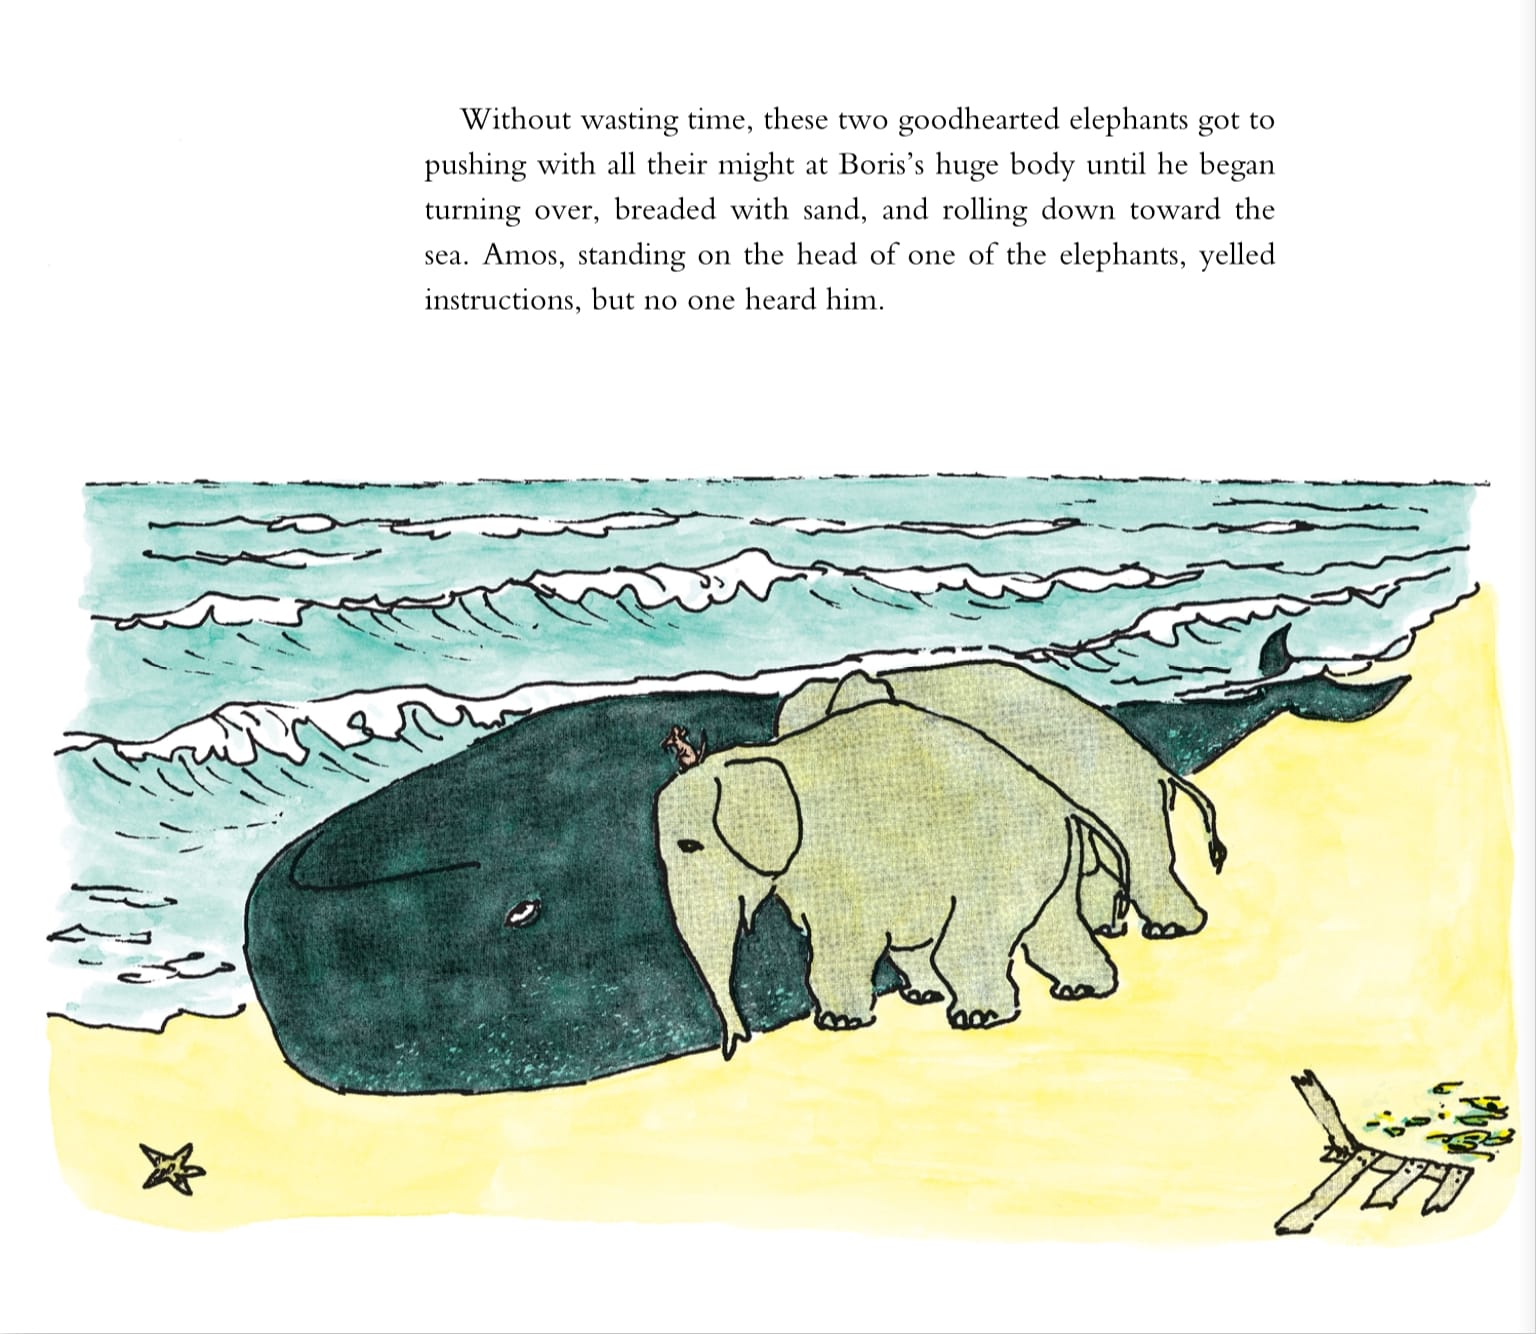 Without wasting time, these two goodhearted elephants got to
pushing with all their might at Boris’s huge body until he began
turning over, breaded with sand, and rolling down toward the
sea. Amos, standing on the head of one of the elephants, yelled
instructions, but no one heard him.